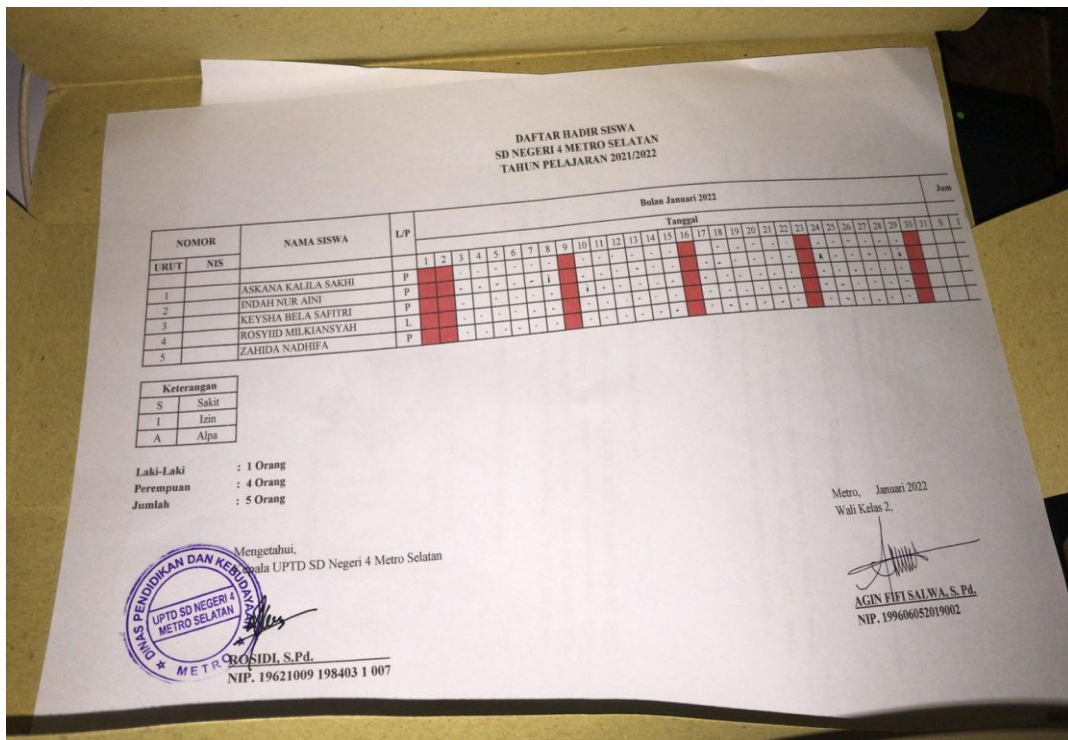 DAFTAR HADIR SISWA
SD NEGERI 4 METRO SELATAN
TAHUN PELAJARAN 2021/2022
NOMOR NAMA SISWA L/P Bulan Januari 2022 Jum
Tanggal
URUT NIS 1 2 3 4 5 6 7 8 9 10 11 12 13 14 15 16 17 18 19 20 21 22 23 24 25 26 27 28 29 30 31 S
1 ASKANA KALILA SAKHI P
2 INDAH NUR AINI P
3 KEYSHA BELA SAFITRI P
4 ROSYIID MILKIANSYAH L
5 ZAHIDA NADHIFA P
Keterangan
S Sakit
I Izin
A Alpa
Laki-Laki : 1 Orang
Perempuan : 4 Orang
Jumlah : 5 Orang
Metro, Januari 2022
Wali Kelas 2,
AGIN FIFI SALWA, S. Pd.
NIP. 199606052019002
Mengetahui,
Kepala UPTD SD Negeri 4 Metro Selatan
DINAS PENDIDIKAN DAN KEBUDAYAAN
UPTD SD NEGERI 4
METRO SELATAN
METRO
ROSIDI, S.Pd.
NIP. 19621009 198403 1 007